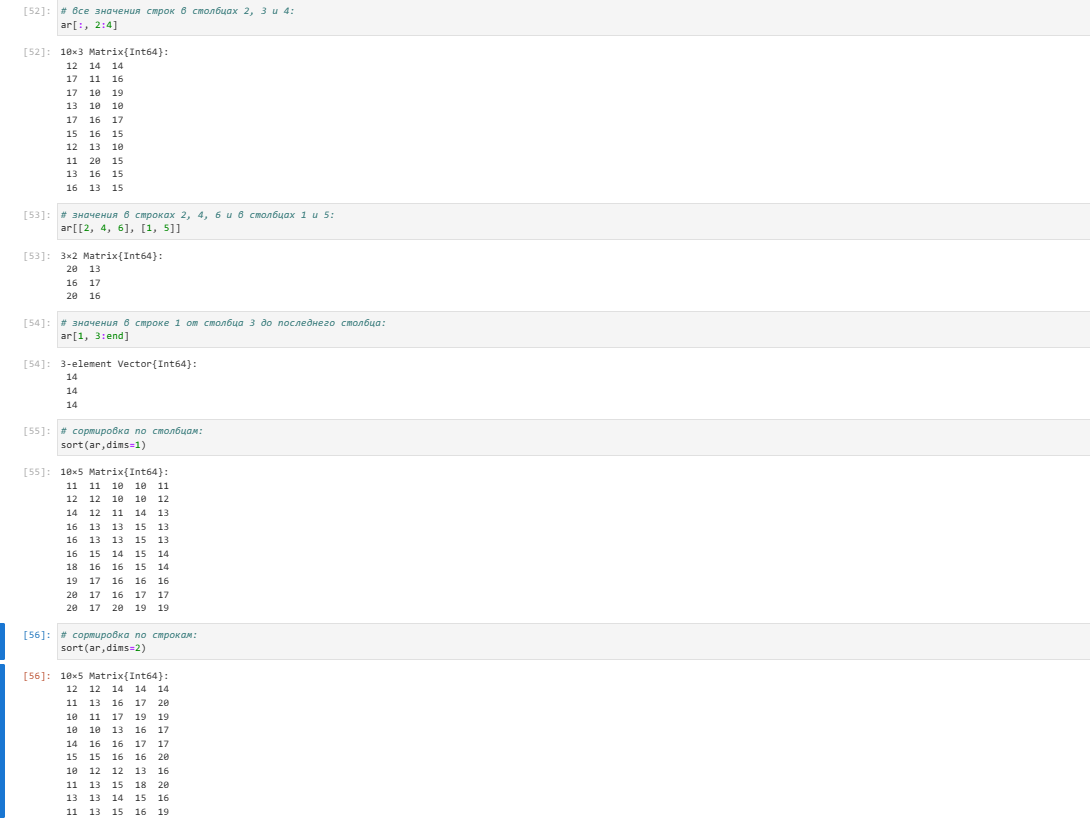 [52]: # все значения строк в столбцах 2, 3 и 4:
ar[:, 2:4]
[52]: 10×3 Matrix{Int64}:
12 14 14
17 11 16
17 10 19
13 10 10
17 16 17
15 16 15
12 13 10
11 20 15
13 16 15
16 13 15
[53]: # значения в строках 2, 4, 6 и в столбцах 1 и 5:
ar[[2, 4, 6], [1, 5]]
[53]: 3×2 Matrix{Int64}:
20 13
16 17
20 16
[54]: # значения в строке 1 от столбца 3 до последнего столбца:
ar[1, 3:end]
[54]: 3-element Vector{Int64}:
14
14
14
[55]: # сортировка по столбцам:
sort(ar,dims=1)
[55]: 10×5 Matrix{Int64}:
11 11 10 10 11
12 12 10 10 12
14 12 11 14 13
16 13 13 15 13
16 13 13 15 13
16 15 14 15 14
18 16 16 15 14
19 17 16 16 16
20 17 16 17 17
20 17 20 19 19
[56]: # сортировка по строкам:
sort(ar,dims=2)
[56]: 10×5 Matrix{Int64}:
12 12 14 14 14
11 13 16 17 20
10 11 17 19 19
10 10 13 16 17
14 16 16 17 17
15 15 16 16 20
10 12 12 13 16
11 13 15 18 20
13 13 14 15 16
11 13 15 16 19